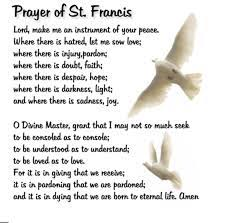 Prayer of St. Francis
Lord, make me an instrument of your peace.
Where there is hatred, let me sow love;
where there is injury,pardon;
where there is doubt, faith;
where there is despair, hope;
where there is darkness, light;
and where there is sadness, joy.
O Divine Master, grant that I may not so much seek
to be consoled as to console;
to be understood as to understand;
to be loved as to love.
For it is in giving that we receive;
it is in pardoning that we are pardoned;
and it is in dying that we are born to eternal life. Amen